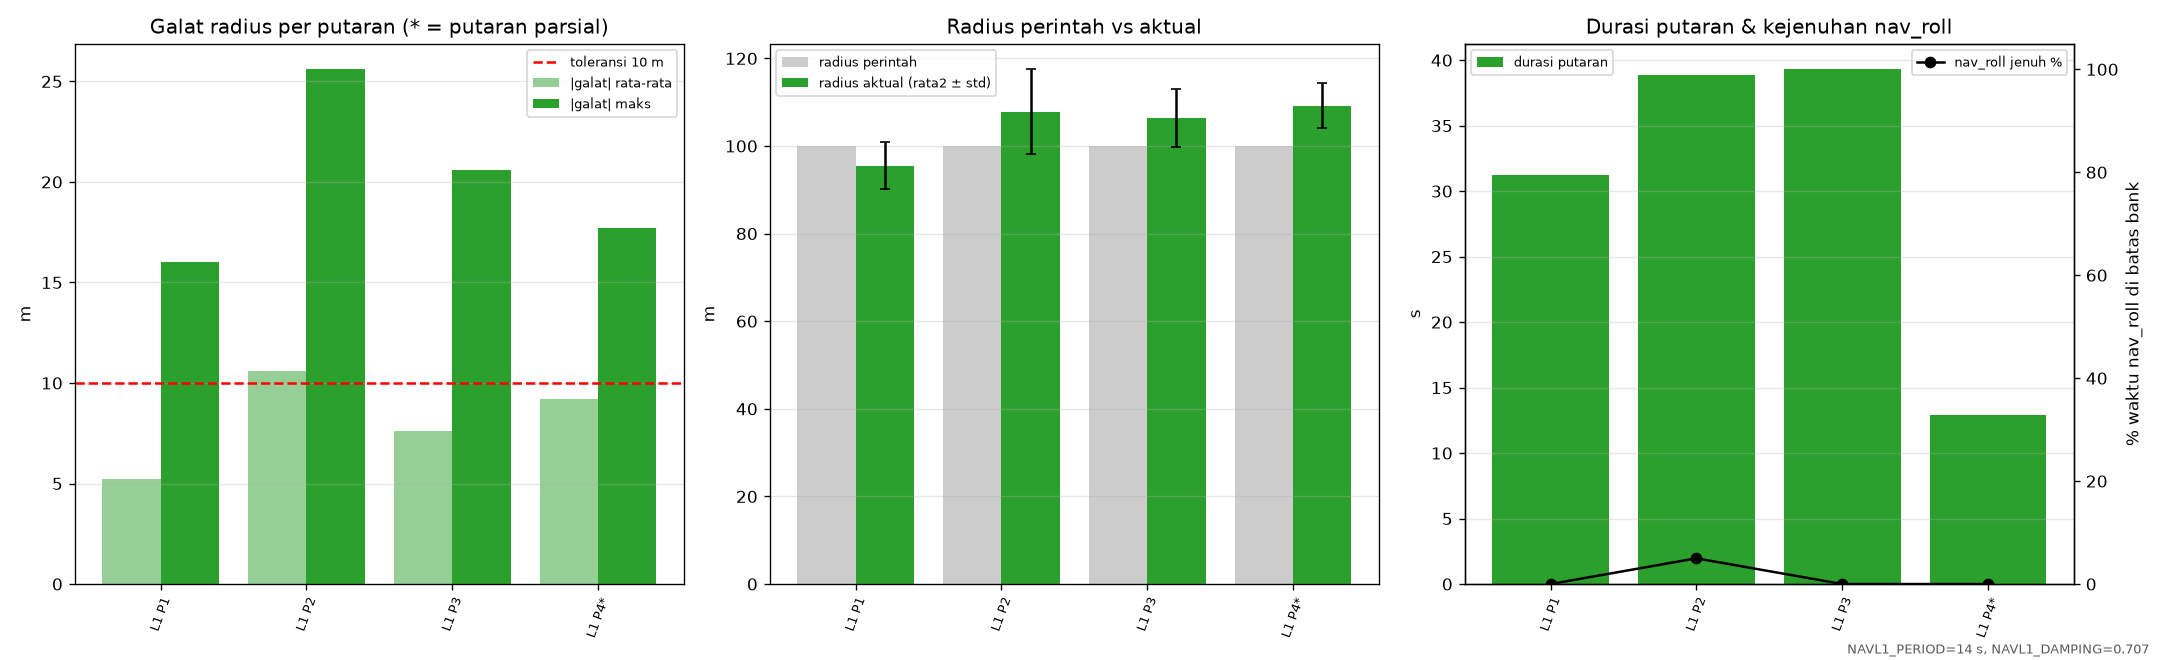 Galat radius per putaran (* = putaran parsial)
toleransi 10 m
|galat| rata-rata
|galat| maks
m
25
20
15
10
5
0
L1 P1
L1 P2
L1 P3
L1 P4*
Radius perintah vs aktual
radius perintah
radius aktual (rata2 ± std)
m
120
100
80
60
40
20
0
L1 P1
L1 P2
L1 P3
L1 P4*
Durasi putaran & kejenuhan nav_roll
durasi putaran
nav_roll jenuh %
s
40
35
30
25
20
15
10
5
0
100
80
60
40
20
0
% waktu nav_roll di batas bank
L1 P1
L1 P2
L1 P3
L1 P4*
NAVL1_PERIOD=14 s, NAVL1_DAMPING=0.707